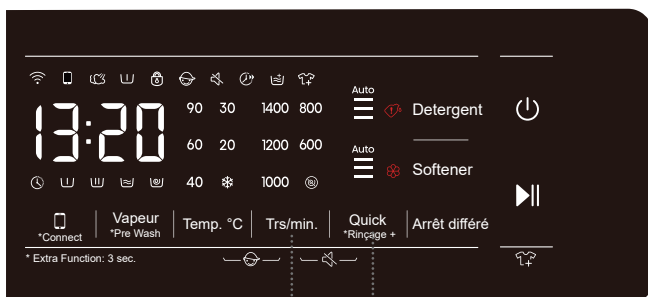 Auto
90 30 1400 800
Detergent
13:20
60 20 1200 600
Auto
Softener
40 1000
*Connect
Vapeur
*Pre Wash
Temp. °C
Trs/min.
Quick
*Rinçage +
Arrêt différé
* Extra Function: 3 sec.